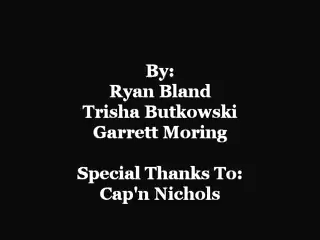 By:
Ryan Bland
Trisha Butkowski
Garrett Moring
Special Thanks To:
Cap'n Nichols